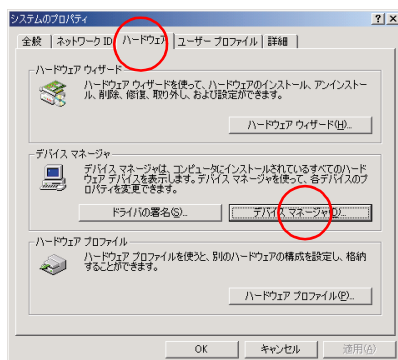 システムのプロパティ
? ×
全般 ネットワーク ID ハードウェア ユーザー プロファイル 詳細
ハードウェア ウィザード
ハードウェア ウィザードを使って、ハードウェアのインストール、アンインストー
ル、削除、修復、取り外し、および設定ができます。
ハードウェア ウィザード(H)...
デバイス マネージャ
デバイス マネージャは、コンピュータにインストールされているすべてのハード
ウェア デバイスを表示します。デバイス マネージャを使って、各デバイスのプ
ロパティを変更できます。
ドライバの署名(S)...
デバイス マネージャ(D)...
ハードウェア プロファイル
ハードウェア プロファイルを使うと、別のハードウェアの構成を設定し、格納
することができます。
ハードウェア プロファイル(P)...
OK キャンセル 適用(A)